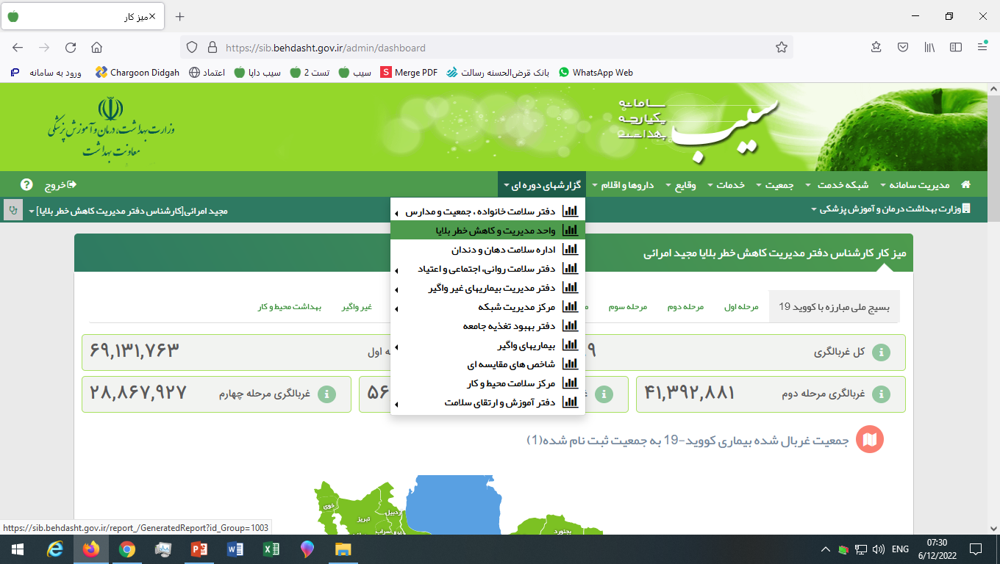 میز کار
https://sib.behdasht.gov.ir/admin/dashboard
ورود به سامانه
Chargoon Didgah
اعتماد
سیب داپا
تست 2
سیب
Merge PDF
بانک قرض‌الحسنه رسالت
WhatsApp Web
وزارت بهداشت، درمان و آموزش پزشکی
معاونت بهداشت
سامانه
یکپارچه
بهداشت
سیب
مدیریت سامانه
شبکه خدمت
جمعیت
خدمات
وقایع
داروها و اقلام
گزارشهای دوره ای
خروج
وزارت بهداشت درمان و آموزش پزشکی
مجید امرائی[کارشناس دفتر مدیریت کاهش خطر بلایا]
دفتر سلامت خانواده ، جمعیت و مدارس
واحد مدیریت و کاهش خطر بلایا
اداره سلامت دهان و دندان
دفتر سلامت روانی، اجتماعی و اعتیاد
دفتر مدیریت بیماریهای غیر واگیر
مرکز مدیریت شبکه
دفتر بهبود تغذیه جامعه
بیماریهای واگیر
شاخص های مقایسه ای
مرکز سلامت محیط و کار
دفتر آموزش و ارتقای سلامت
میز کار کارشناس دفتر مدیریت کاهش خطر بلایا مجید امرائی
بسیج ملی مبارزه با کووید 19
مرحله اول
مرحله دوم
مرحله سوم
غیر واگیر
بهداشت محیط و کار
کل غربالگری
اول
۶۹,۱۳۱,۷۶۳
غربالگری مرحله دوم
۴۱,۳۹۲,۸۸۱
۵۶
غربالگری مرحله چهارم
۲۸,۸۶۷,۹۲۷
جمعیت غربال شده بیماری کووید-19 به جمعیت ثبت نام شده(1)
خوی
تبریز
اردبیل
سراب
بجنورد
https://sib.behdasht.gov.ir/report_/GeneratedReport?id_Group=1003
ENG
07:30
6/12/2022